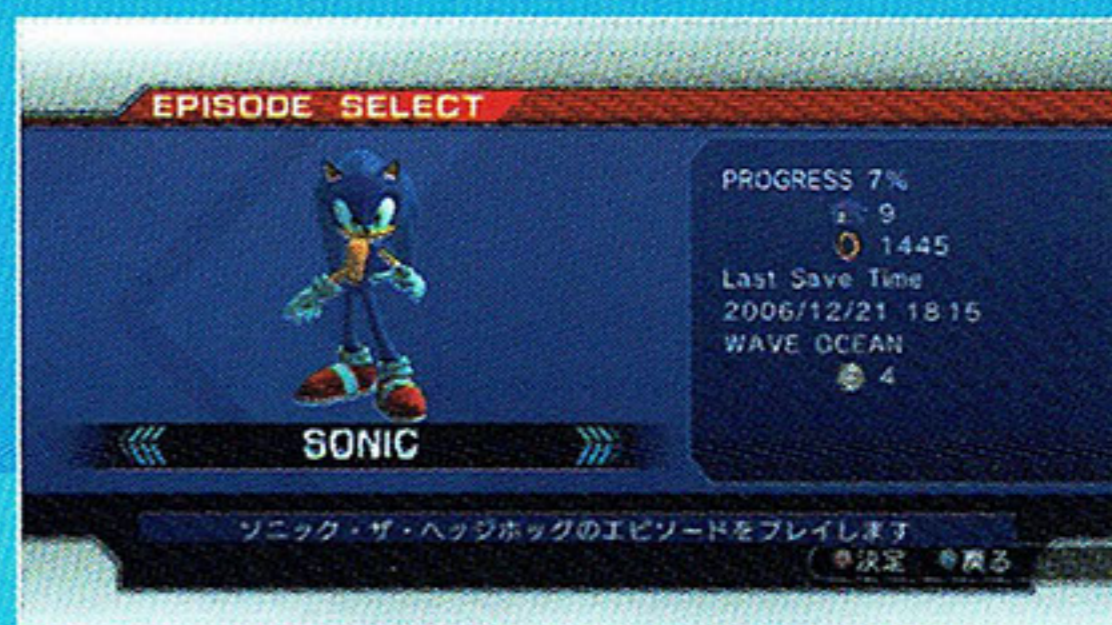 EPISODE SELECT
PROGRESS 7%
9
1445
Last Save Time
2006/12/21 18:15
WAVE OCEAN
4
SONIC
ソニック・ザ・ヘッジホッグのエピソードをプレイします
決定 戻る